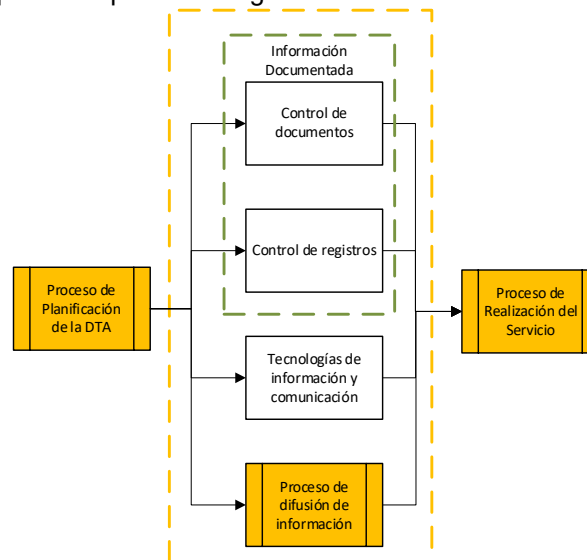 Información
Documentada
Control de
documentos
Control de registros
Proceso de
Planificación
de la DTA
Proceso de
Realización del
Servicio
Tecnologías de
información y
comunicación
Proceso de
difusión de
información